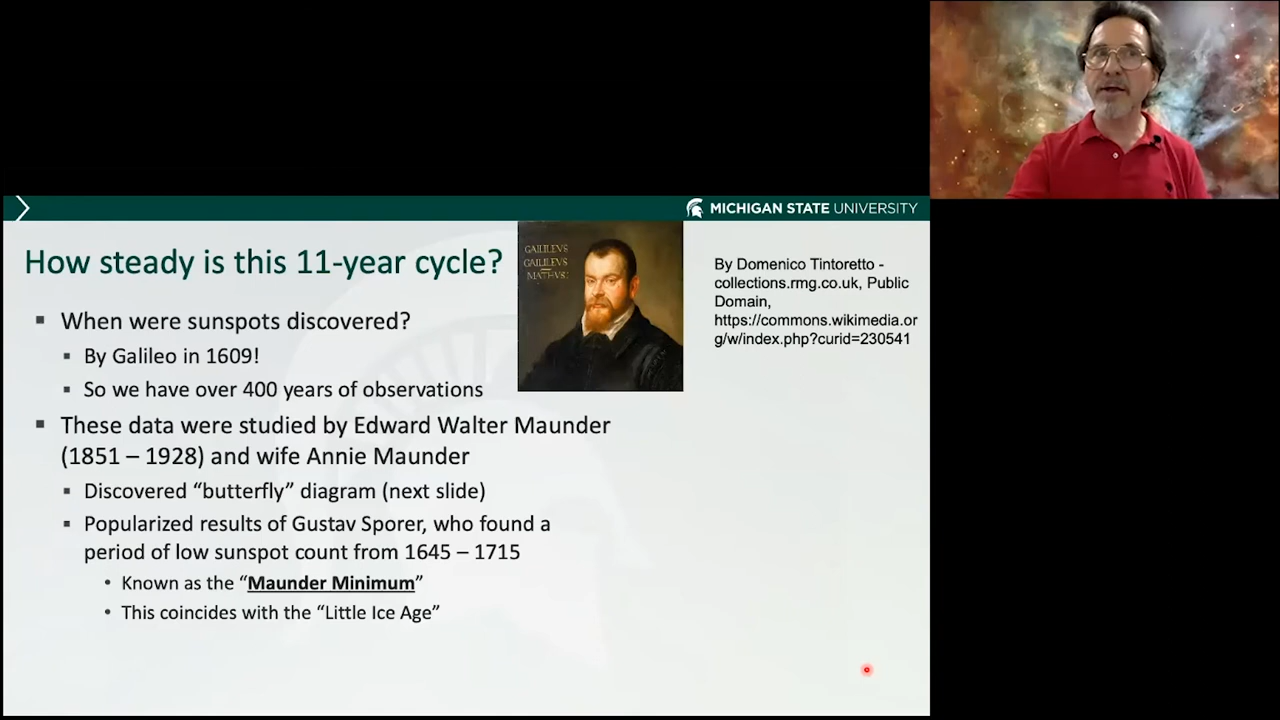 MICHIGAN STATE UNIVERSITY
How steady is this 11-year cycle?
GALILEVS
GALILEVS
MATHVS:
By Domenico Tintoretto -
collections.rmg.co.uk, Public
Domain,
https://commons.wikimedia.or
g/w/index.php?curid=230541
▪ When were sunspots discovered?
▪ By Galileo in 1609!
▪ So we have over 400 years of observations
▪ These data were studied by Edward Walter Maunder
(1851 – 1928) and wife Annie Maunder
▪ Discovered “butterfly” diagram (next slide)
▪ Popularized results of Gustav Sporer, who found a
period of low sunspot count from 1645 – 1715
• Known as the “Maunder Minimum”
• This coincides with the “Little Ice Age”